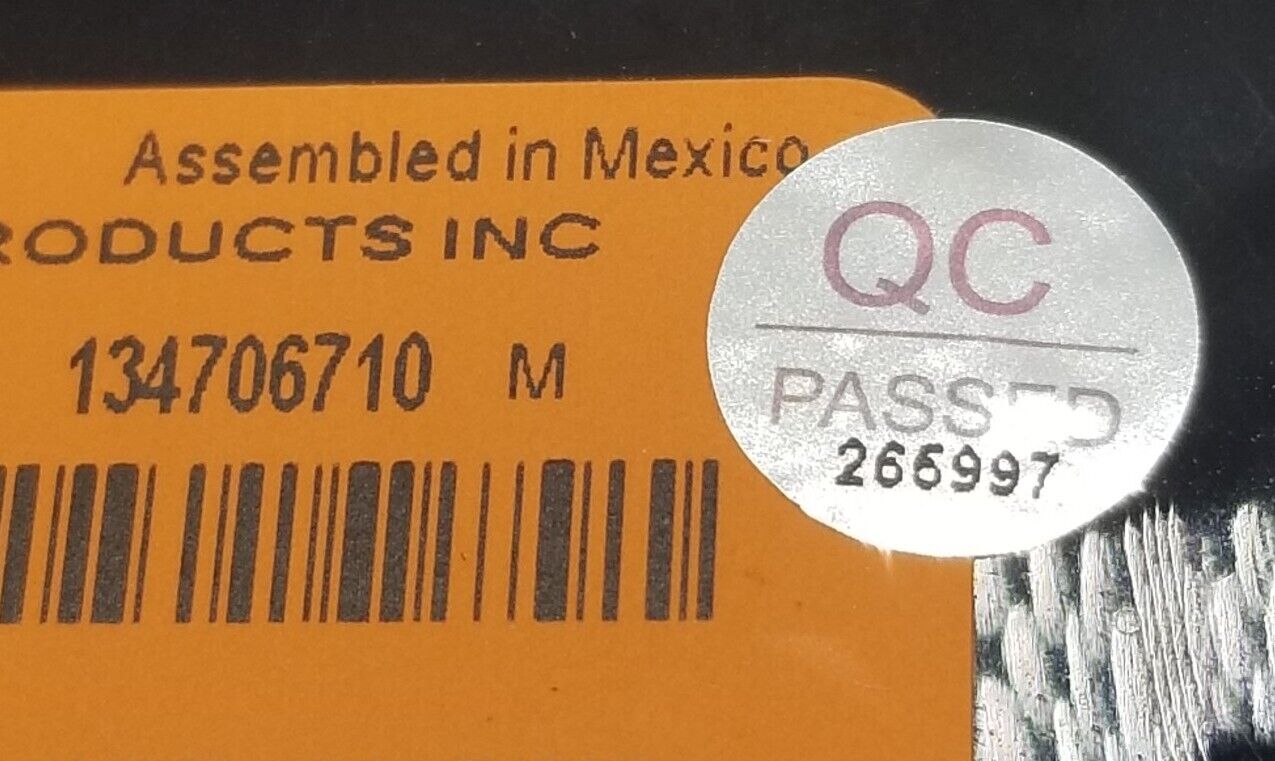 Assembled in Mexico
RODUCTS INC
134706710 M
QC
PASSED
266997